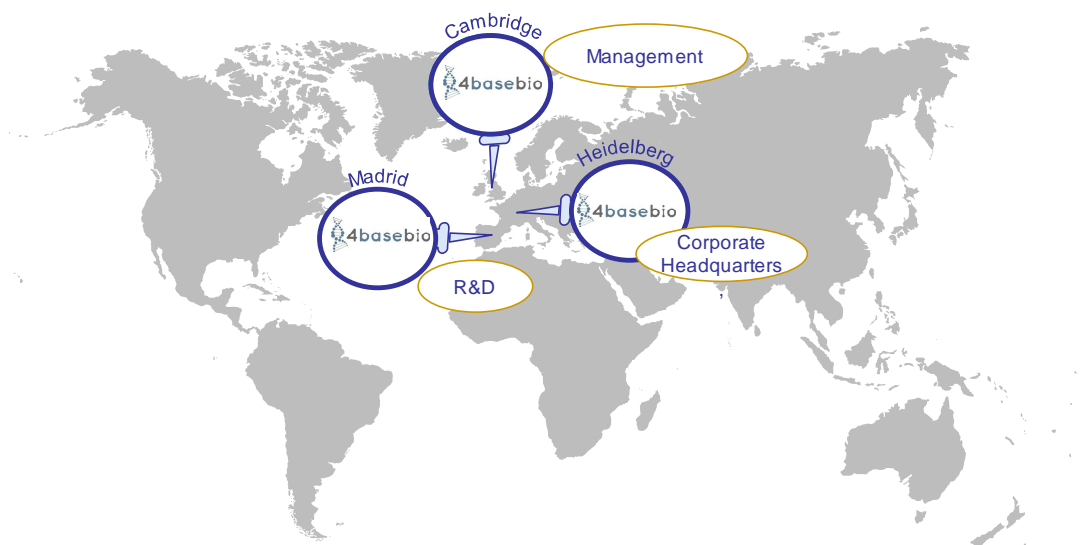 Cambridge
4basebio
Management
Heidelberg
4basebio
Corporate
Headquarters
,
Madrid
4basebio
R&D